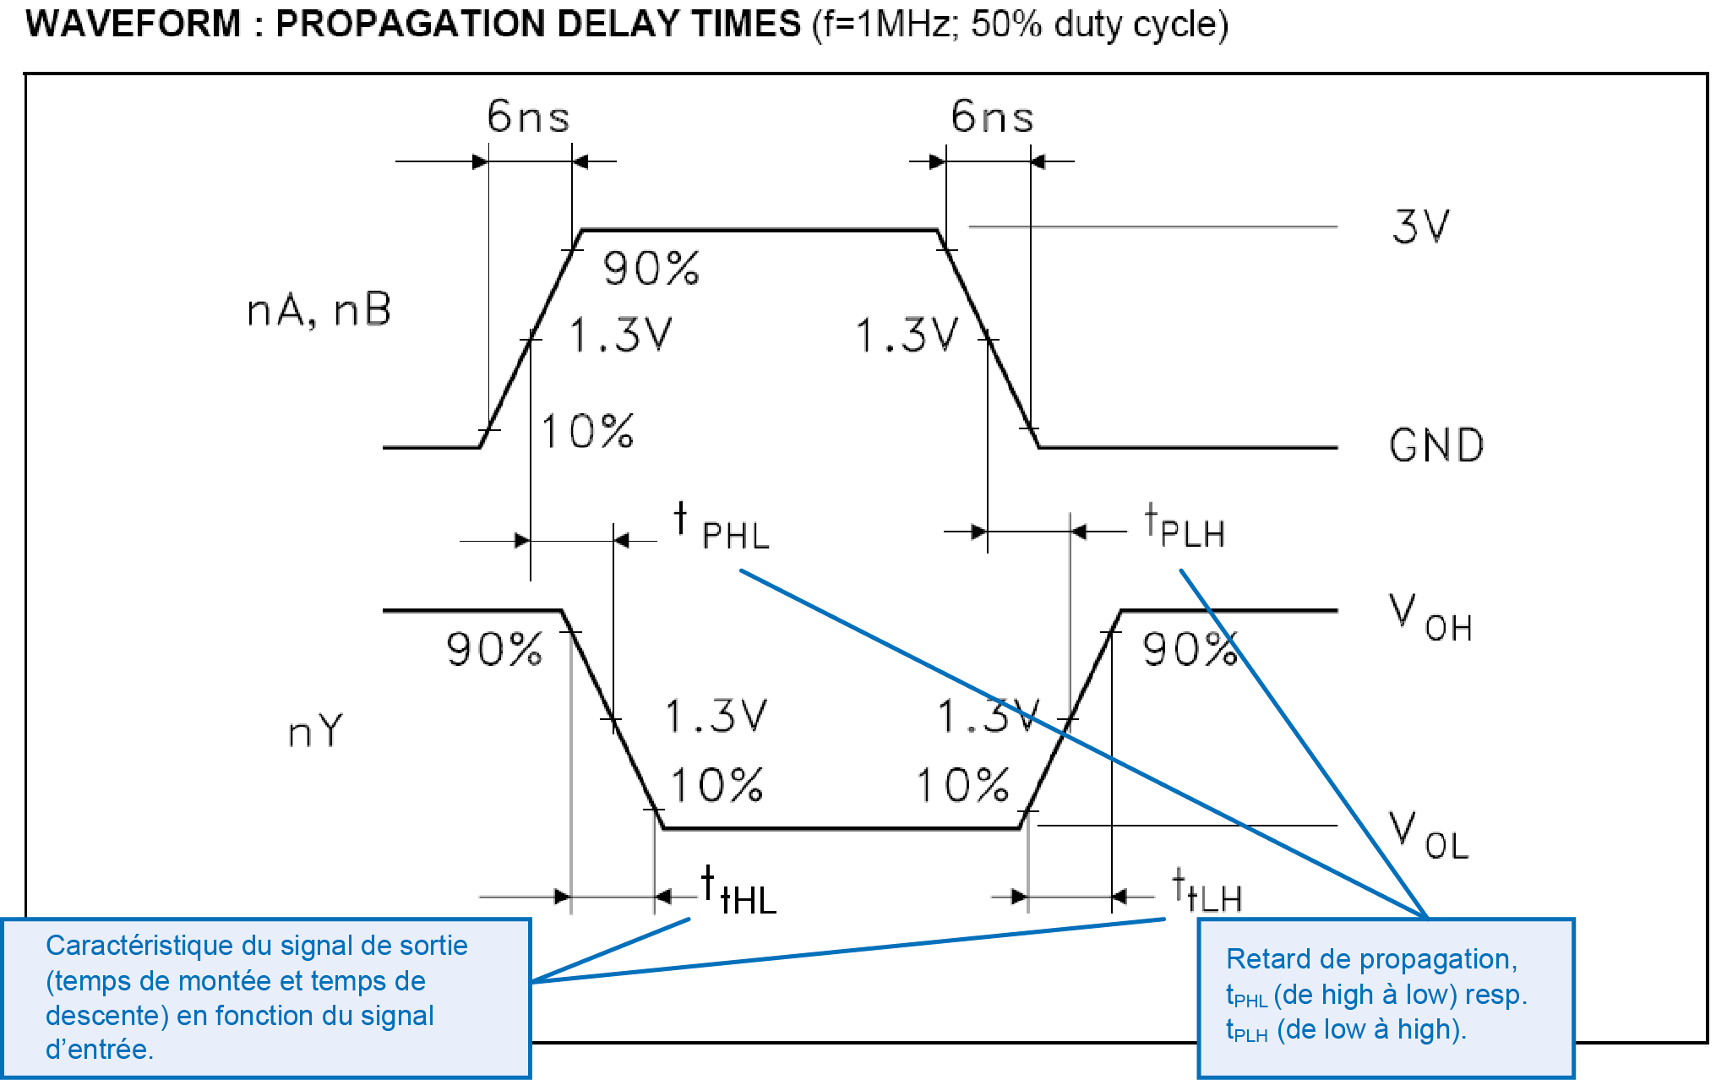 WAVEFORM : PROPAGATION DELAY TIMES (f=1MHz; 50% duty cycle)
6ns
6ns
3V
90%
nA, nB
1.3V
1.3V
10%
GND
t PHL
tPLH
VOH
90%
90%
1.3V
1.3V
nY
10%
10%
VOL
ttHL
ttLH
Caractéristique du signal de sortie
(temps de montée et temps de
descente) en fonction du signal
d’entrée.
Retard de propagation,
tPHL (de high à low) resp.
tPLH (de low à high).